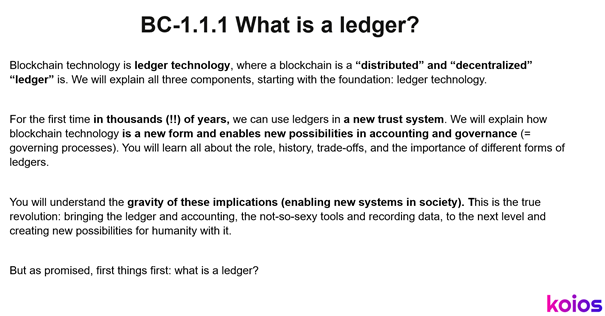 BC-1.1.1 What is a ledger?
Blockchain technology is ledger technology, where a blockchain is a “distributed” and “decentralized”
“ledger” is. We will explain all three components, starting with the foundation: ledger technology.
For the first time in thousands (!!) of years, we can use ledgers in a new trust system. We will explain how
blockchain technology is a new form and enables new possibilities in accounting and governance (=
governing processes). You will learn all about the role, history, trade-offs, and the importance of different forms of
ledgers.
You will understand the gravity of these implications (enabling new systems in society). This is the true
revolution: bringing the ledger and accounting, the not-so-sexy tools and recording data, to the next level and
creating new possibilities for humanity with it.
But as promised, first things first: what is a ledger?
koios